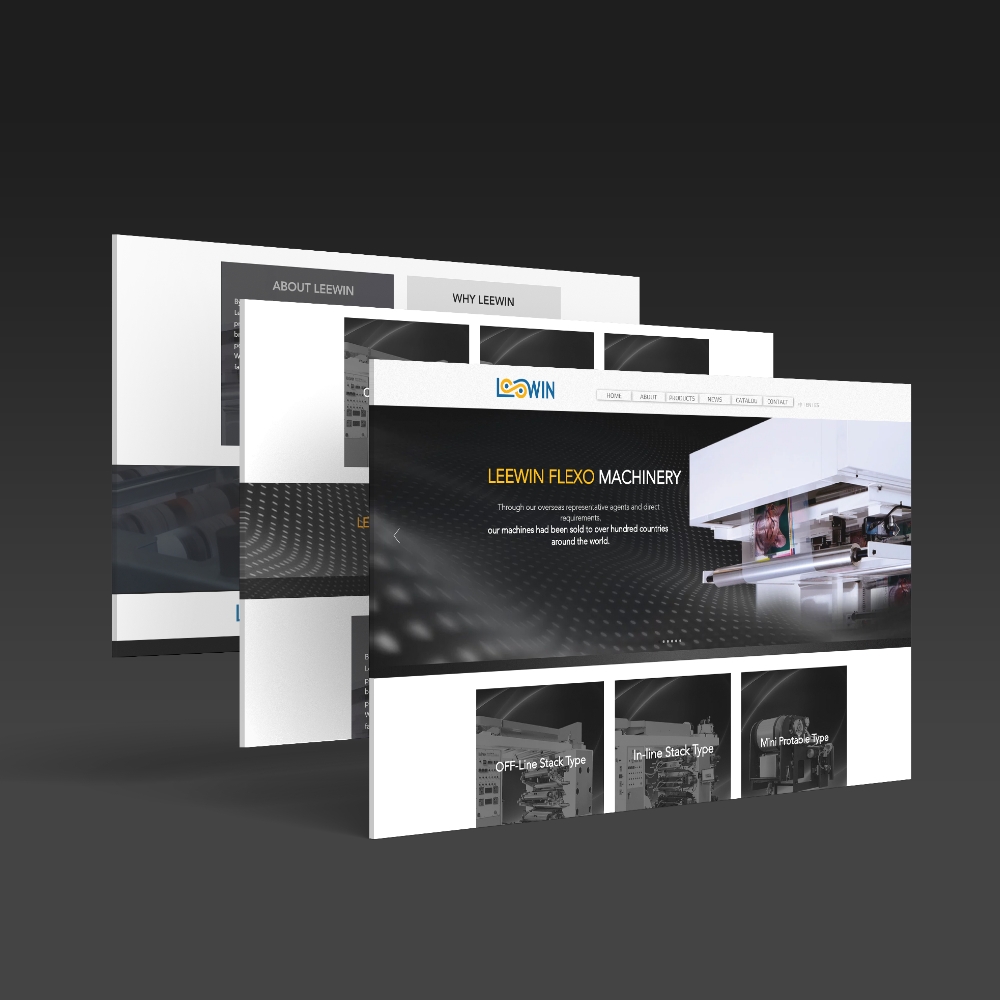 ABOUT LEEWIN
WHY LEEWIN
LEEWIN
HOME
ABOUT
PRODUCTS
NEWS
CATALOG
CONTACT
LEEWIN FLEXO MACHINERY
Through our overseas representative agents and direct
requirements,
our machines had been sold to over hundred countries
around the world.
OFF-Line Stack Type
In-line Stack Type
Mini Protable Type